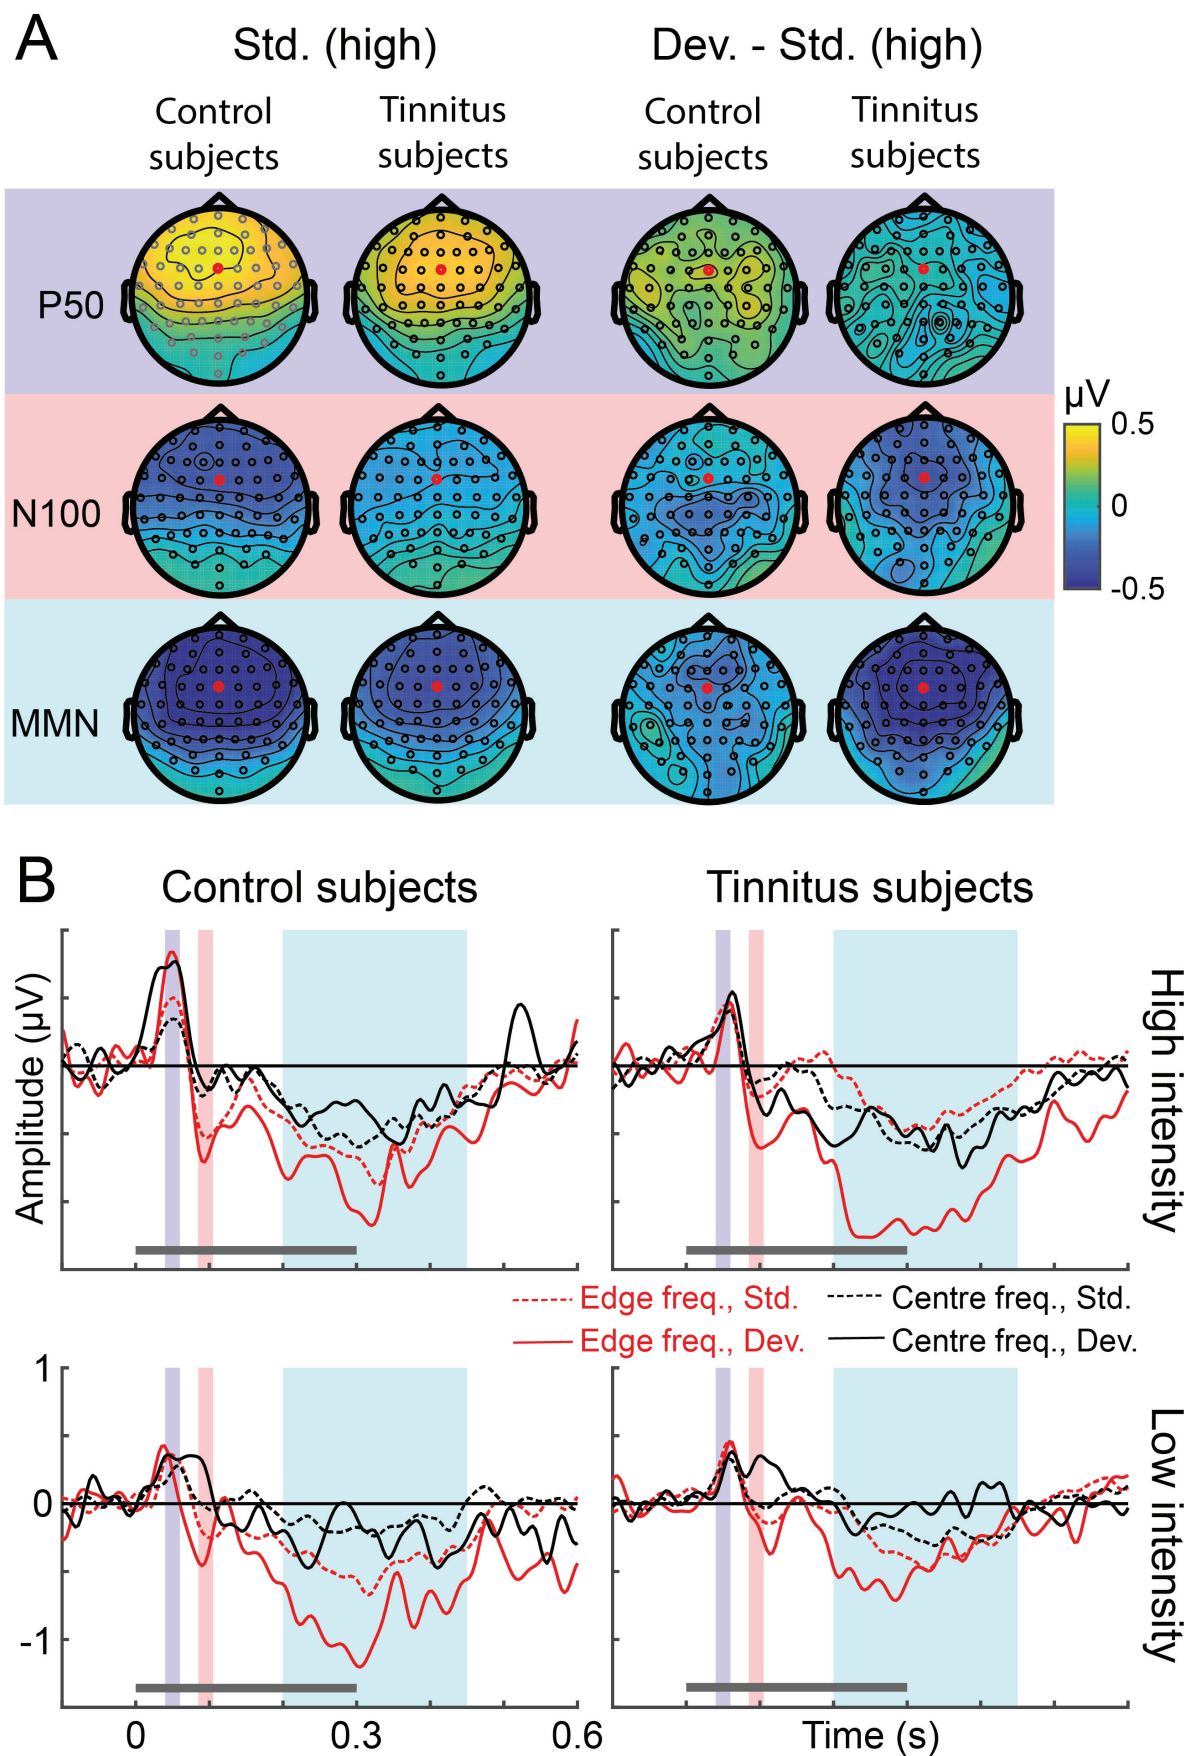 A
Std. (high)
Dev. - Std. (high)
Control
subjects
Tinnitus
subjects
Control
subjects
Tinnitus
subjects
P50
N100
MMN
µV
0.5
0
-0.5
B
Control subjects
Tinnitus subjects
Amplitude (µV)
High intensity
Edge freq., Std.
Centre freq., Std.
Edge freq., Dev.
Centre freq., Dev.
1
0
-1
Low intensity
0
0.3
0.6
Time (s)